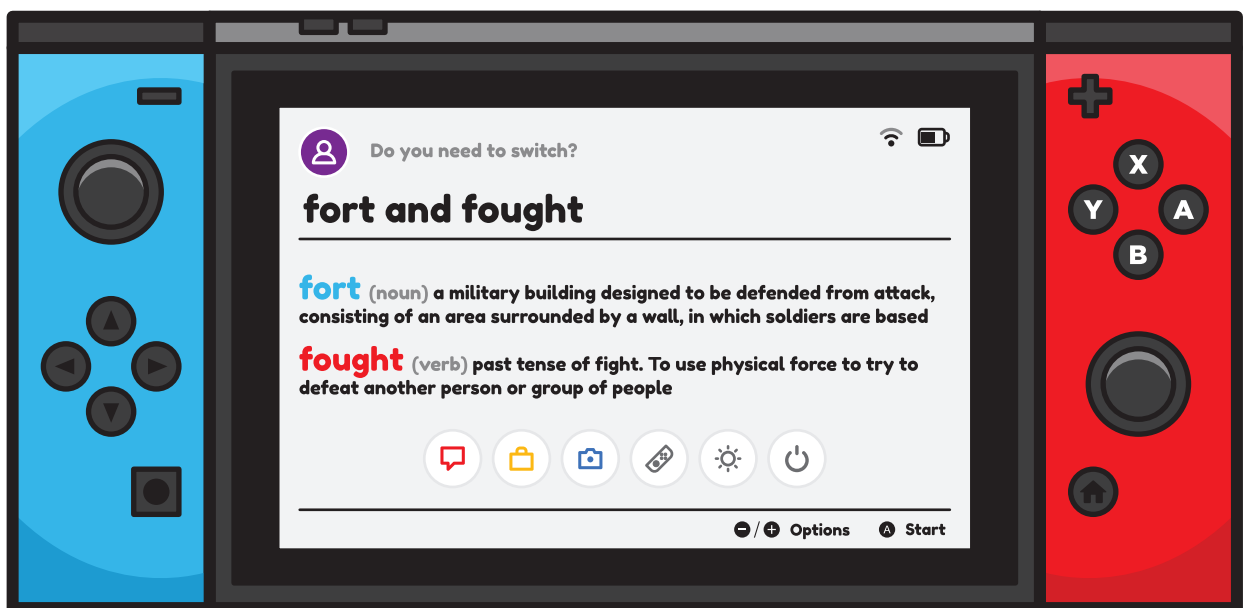 Do you need to switch?
fort and fought
fort (noun) a military building designed to be defended from attack,
consisting of an area surrounded by a wall, in which soldiers are based
fought (verb) past tense of fight. To use physical force to try to
defeat another person or group of people
Options A Start
X
Y A
B